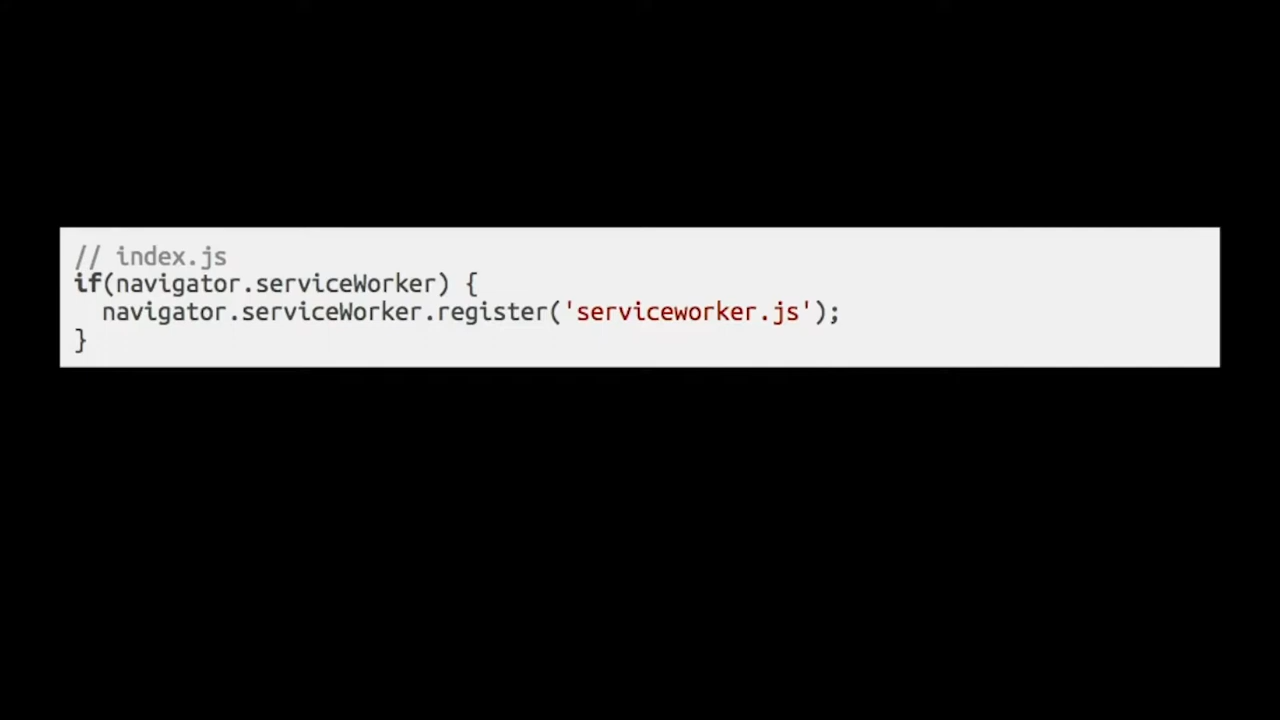 // index.js
if(navigator.serviceWorker) {
  navigator.serviceWorker.register('serviceworker.js');
}